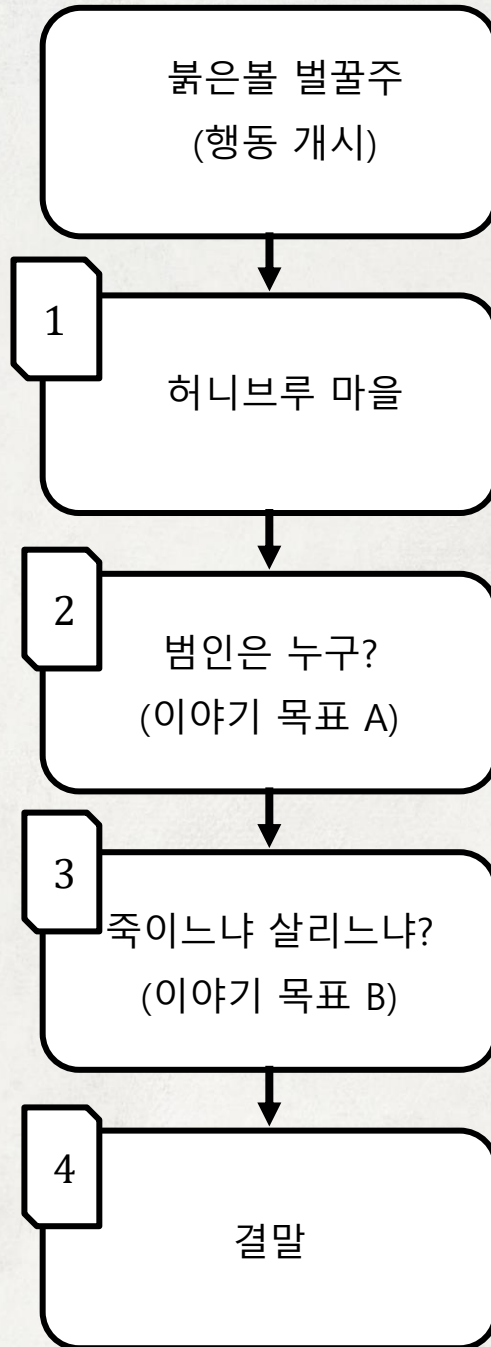 붉은볼 벌꿀주
(행동 개시)
1
허니브루 마을
2
범인은 누구?
(이야기 목표 A)
3
죽이느냐 살리느냐?
(이야기 목표 B)
4
결말